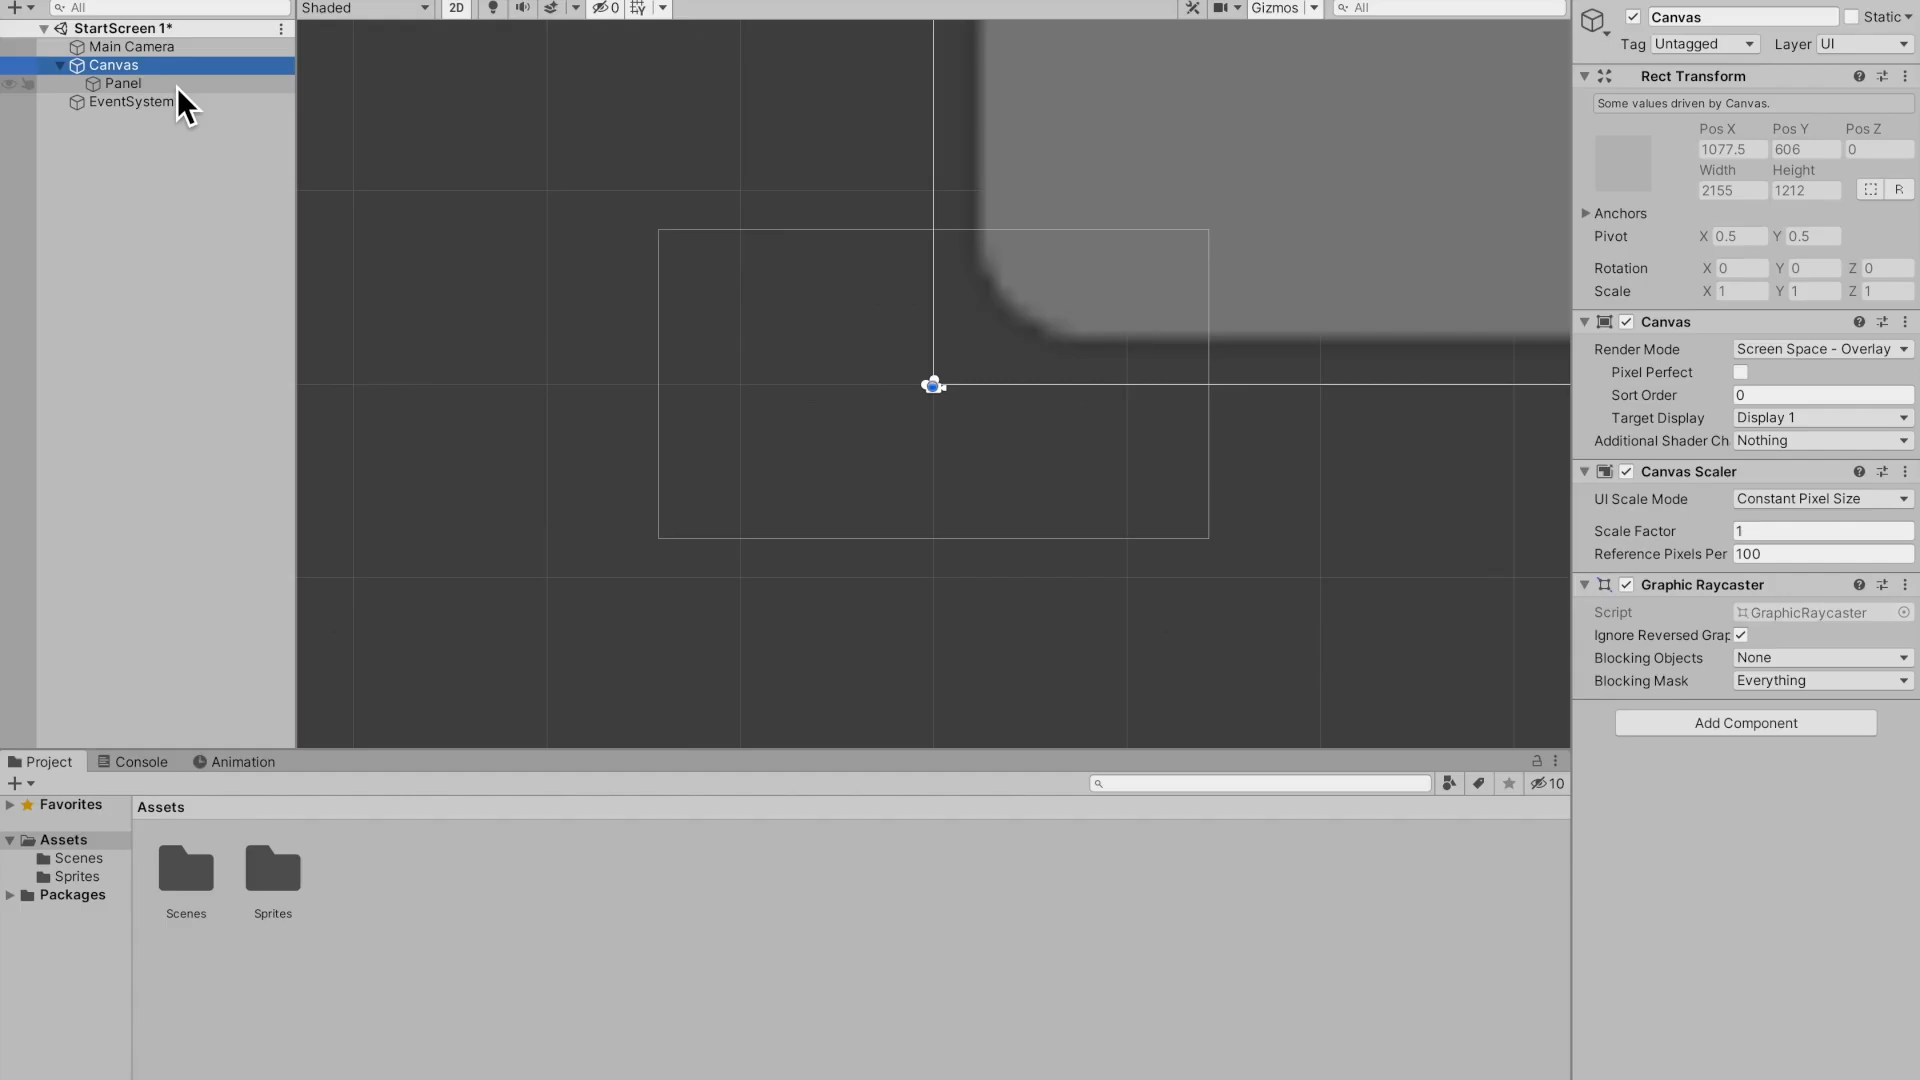 All
Shaded
2D
0
Gizmos
All
Canvas
Static
StartScreen 1*
Main Camera
Canvas
Panel
EventSystem
Tag Untagged Layer UI
Rect Transform
Some values driven by Canvas.
Pos X Pos Y Pos Z
1077.5 606 0
Width Height
2155 1212 R
Anchors
Pivot X 0.5 Y 0.5
Rotation X 0 Y 0 Z 0
Scale X 1 Y 1 Z 1
Canvas
Render Mode Screen Space - Overlay
Pixel Perfect
Sort Order 0
Target Display Display 1
Additional Shader Ch Nothing
Canvas Scaler
UI Scale Mode Constant Pixel Size
Scale Factor 1
Reference Pixels Per 100
Graphic Raycaster
Script GraphicRaycaster
Ignore Reversed Grap
Blocking Objects None
Blocking Mask Everything
Add Component
Project Console Animation
10
Favorites
Assets
Scenes
Sprites
Packages
Assets
Scenes Sprites